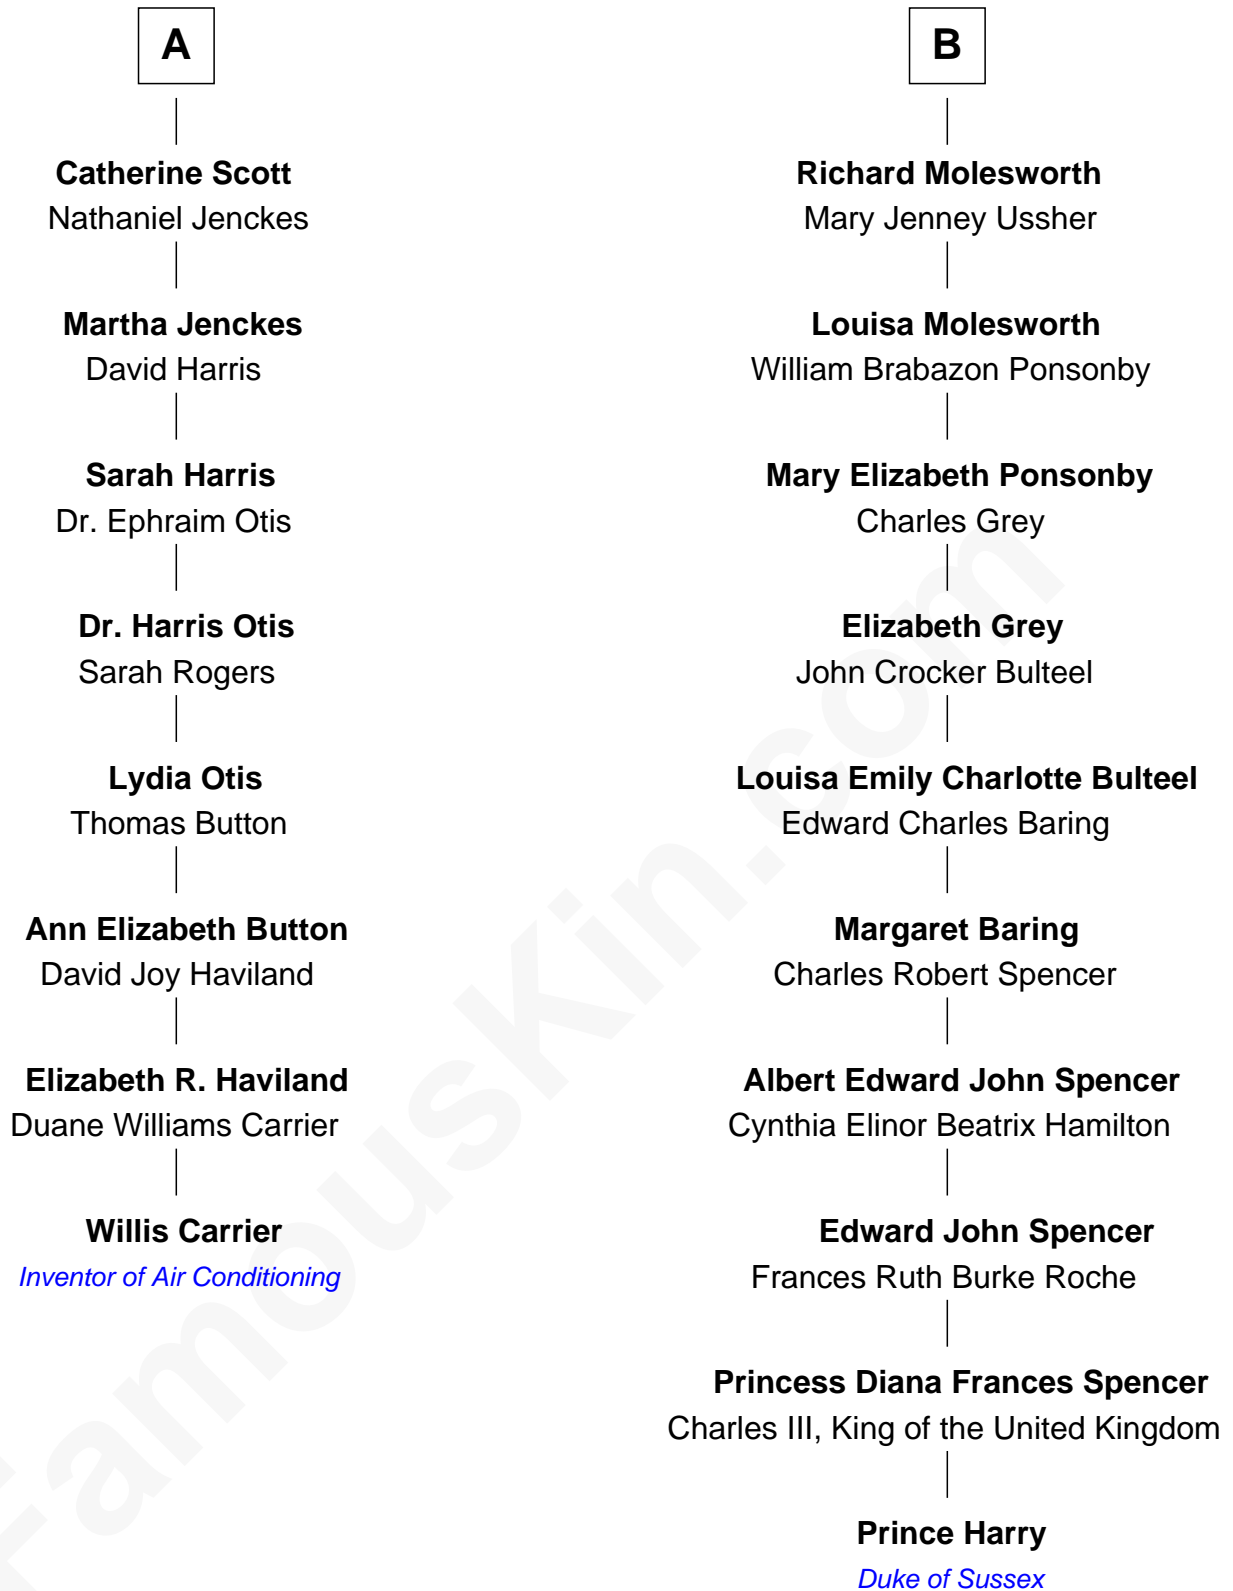 A
Catherine Scott
Nathaniel Jenckes
Martha Jenckes
David Harris
Sarah Harris
Dr. Ephraim Otis
Dr. Harris Otis
Sarah Rogers
Lydia Otis
Thomas Button
Ann Elizabeth Button
David Joy Haviland
Elizabeth R. Haviland
Duane Williams Carrier
Willis Carrier
Inventor of Air Conditioning
B
Richard Molesworth
Mary Jenney Ussher
Louisa Molesworth
William Brabazon Ponsonby
Mary Elizabeth Ponsonby
Charles Grey
Elizabeth Grey
John Crocker Bulteel
Louisa Emily Charlotte Bulteel
Edward Charles Baring
Margaret Baring
Charles Robert Spencer
Albert Edward John Spencer
Cynthia Elinor Beatrix Hamilton
Edward John Spencer
Frances Ruth Burke Roche
Princess Diana Frances Spencer
Charles III, King of the United Kingdom
Prince Harry
Duke of Sussex
FamousKin.com